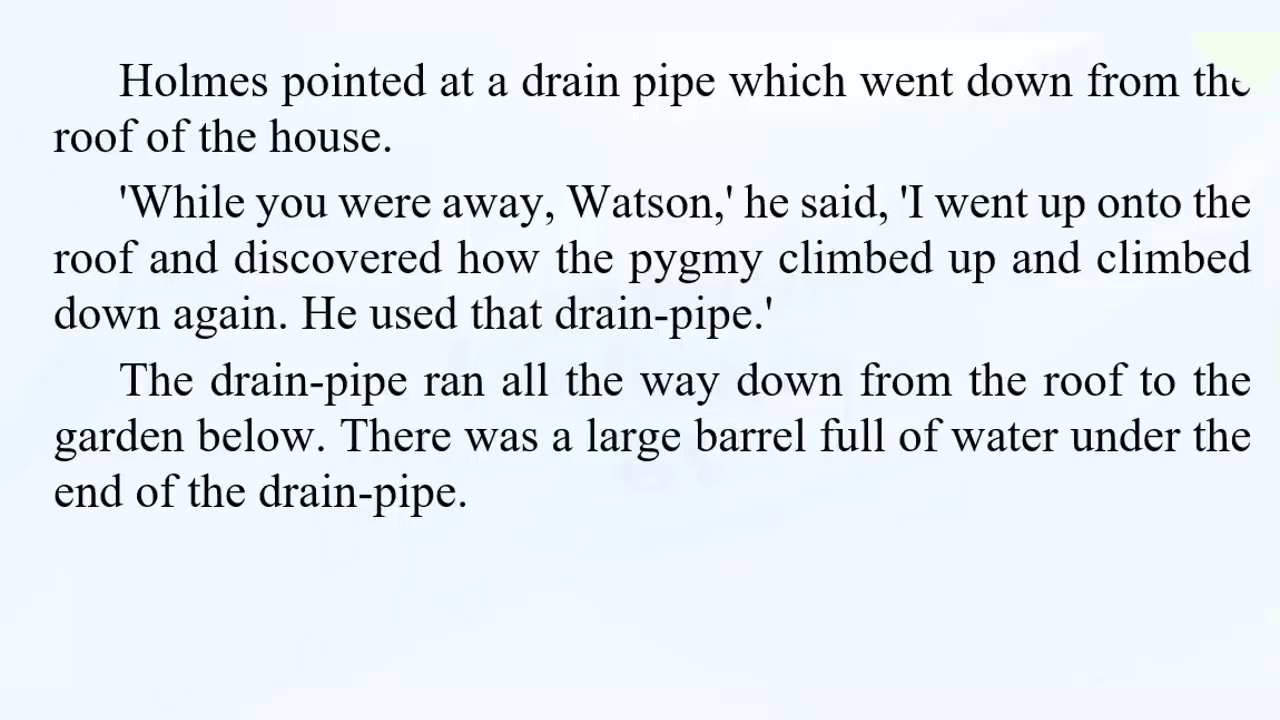 Holmes pointed at a drain pipe which went down from the
roof of the house.
'While you were away, Watson,' he said, 'I went up onto the
roof and discovered how the pygmy climbed up and climbed
down again. He used that drain-pipe.'
The drain-pipe ran all the way down from the roof to the
garden below. There was a large barrel full of water under the
end of the drain-pipe.